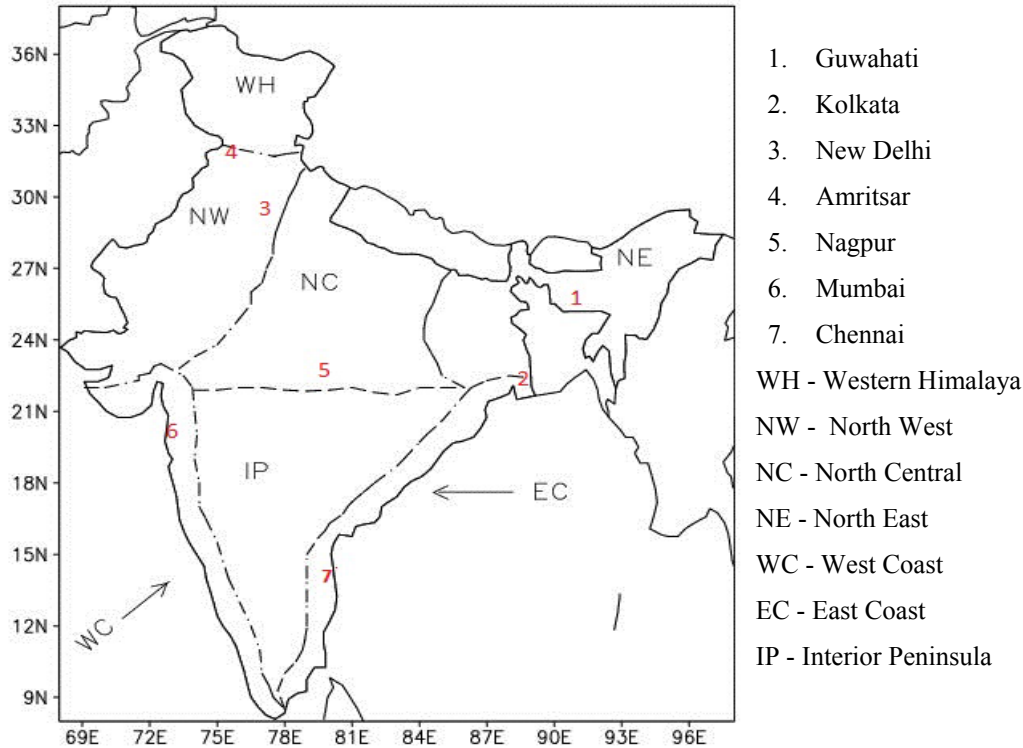 36N
33N
30N
27N
24N
21N
18N
15N
12N
9N
69E 72E 75E 78E 81E 84E 87E 90E 93E 96E
WH
4
NW
3
NC
NE
1
5
2
6
IP
EC
7
WC
1. Guwahati
2. Kolkata
3. New Delhi
4. Amritsar
5. Nagpur
6. Mumbai
7. Chennai
WH - Western Himalaya
NW - North West
NC - North Central
NE - North East
WC - West Coast
EC - East Coast
IP - Interior Peninsula